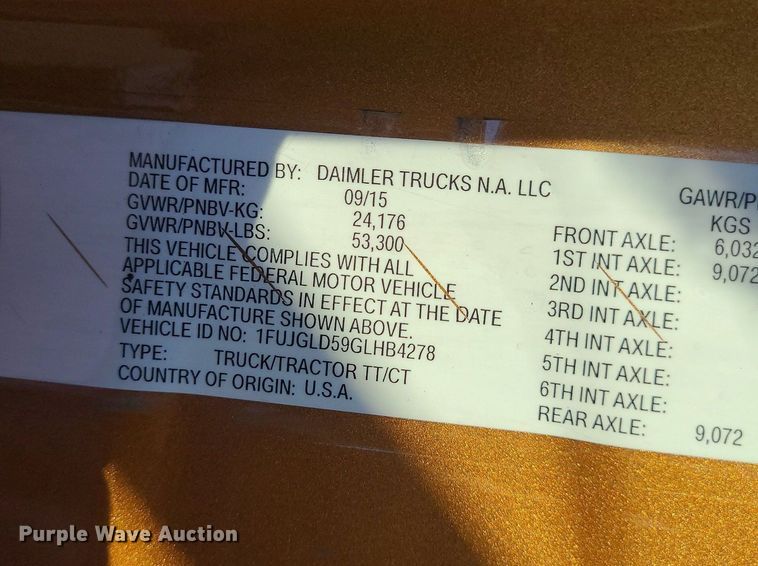 MANUFACTURED BY: DAIMLER TRUCKS N.A. LLC
DATE OF MFR: 09/15
GVWR/PNBV-KG: 24,176
GVWR/PNBV-LBS: 53,300
THIS VEHICLE COMPLIES WITH ALL
APPLICABLE FEDERAL MOTOR VEHICLE
SAFETY STANDARDS IN EFFECT AT THE DATE
OF MANUFACTURE SHOWN ABOVE.
VEHICLE ID NO: 1FUJGLD59GLHB4278
TYPE: TRUCK/TRACTOR TT/CT
COUNTRY OF ORIGIN: U.S.A.
GAWR/P
KGS
FRONT AXLE: 6,032
1ST INT AXLE: 9,072
2ND INT AXLE:
3RD INT AXLE:
4TH INT AXLE:
5TH INT AXLE:
6TH INT AXLE:
REAR AXLE: 9,072
Purple Wave Auction